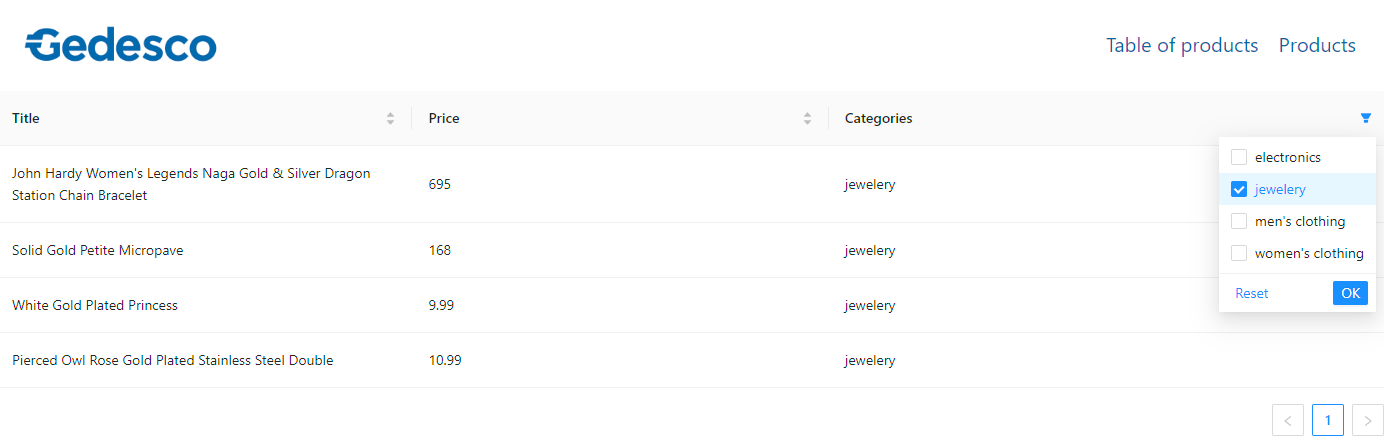 Gedesco
Table of products Products
Title Price Categories
electronics
John Hardy Women's Legends Naga Gold & Silver Dragon
Station Chain Bracelet
695
jewelery
jewelery
men's clothing
Solid Gold Petite Micropave 168 jewelery
women's clothing
Reset OK
White Gold Plated Princess 9.99 jewelery
Pierced Owl Rose Gold Plated Stainless Steel Double 10.99 jewelery
< 1 >